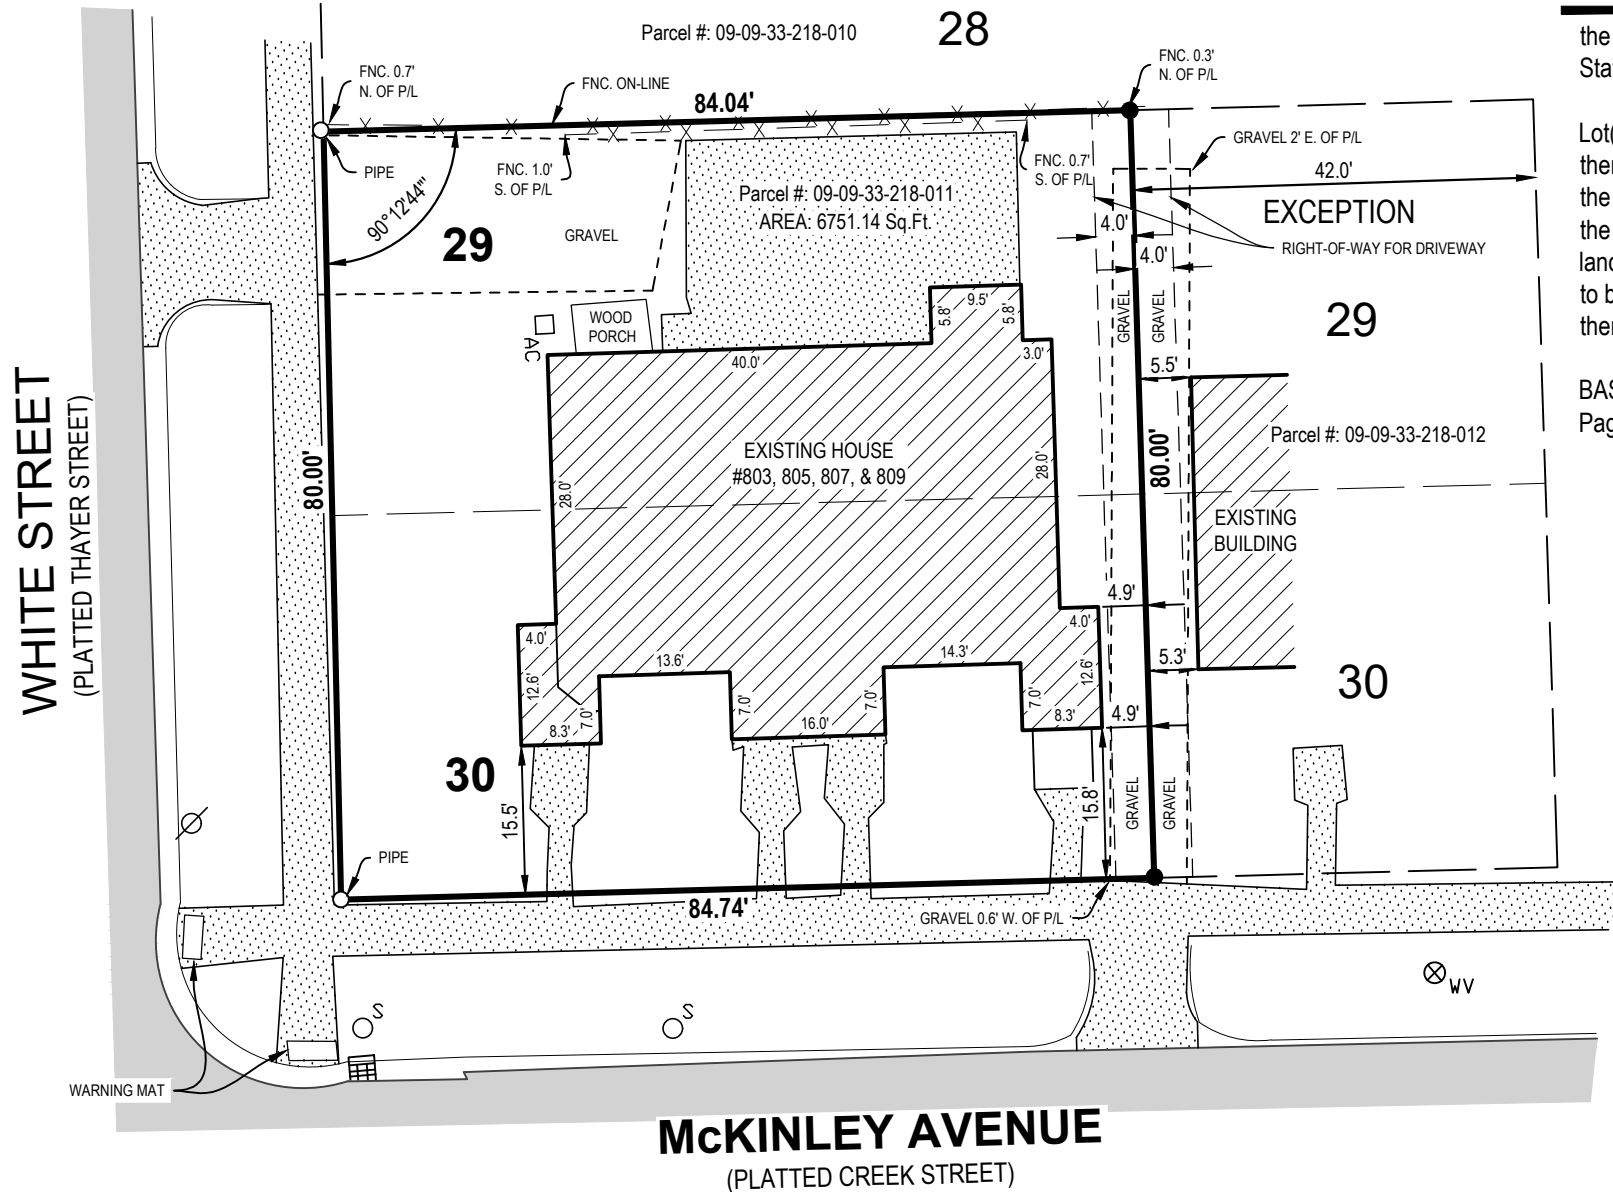 Parcel #: 09-09-33-218-010
28
FNC. 0.7'
N. OF P/L
FNC. ON-LINE
84.04'
FNC. 0.3'
N. OF P/L
the
Lot(
the
the
lan
to b
BAS
Pag
PIPE
90°12'44"
FNC. 1.0'
S. OF P/L
FNC. 0.7'
S. OF P/L
GRAVEL 2' E. OF P/L
42.0'
Parcel #: 09-09-33-218-011
AREA: 6751.14 Sq.Ft.
29
GRAVEL
EXCEPTION
RIGHT-OF-WAY FOR DRIVEWAY
4.0'
4.0'
GRAVEL
GRAVEL
29
WOOD
PORCH
AC
9.5'
5.8'
5.8'
40.0'
3.0'
5.5'
WHITE STREET
(PLATTED THAYER STREET)
80.00'
28.0'
EXISTING HOUSE
#803, 805, 807, & 809
28.0'
80.00'
Parcel #: 09-09-33-218-012
EXISTING
BUILDING
4.9'
4.0'
4.0'
13.6'
14.3'
5.3'
12.6'
12.6'
7.0'
7.0'
7.0'
7.0'
8.3'
16.0'
8.3'
4.9'
30
30
15.5'
15.8'
GRAVEL
GRAVEL
PIPE
84.74'
GRAVEL 0.6' W. OF P/L
S
S
WV
WARNING MAT
McKINLEY AVENUE
(PLATTED CREEK STREET)